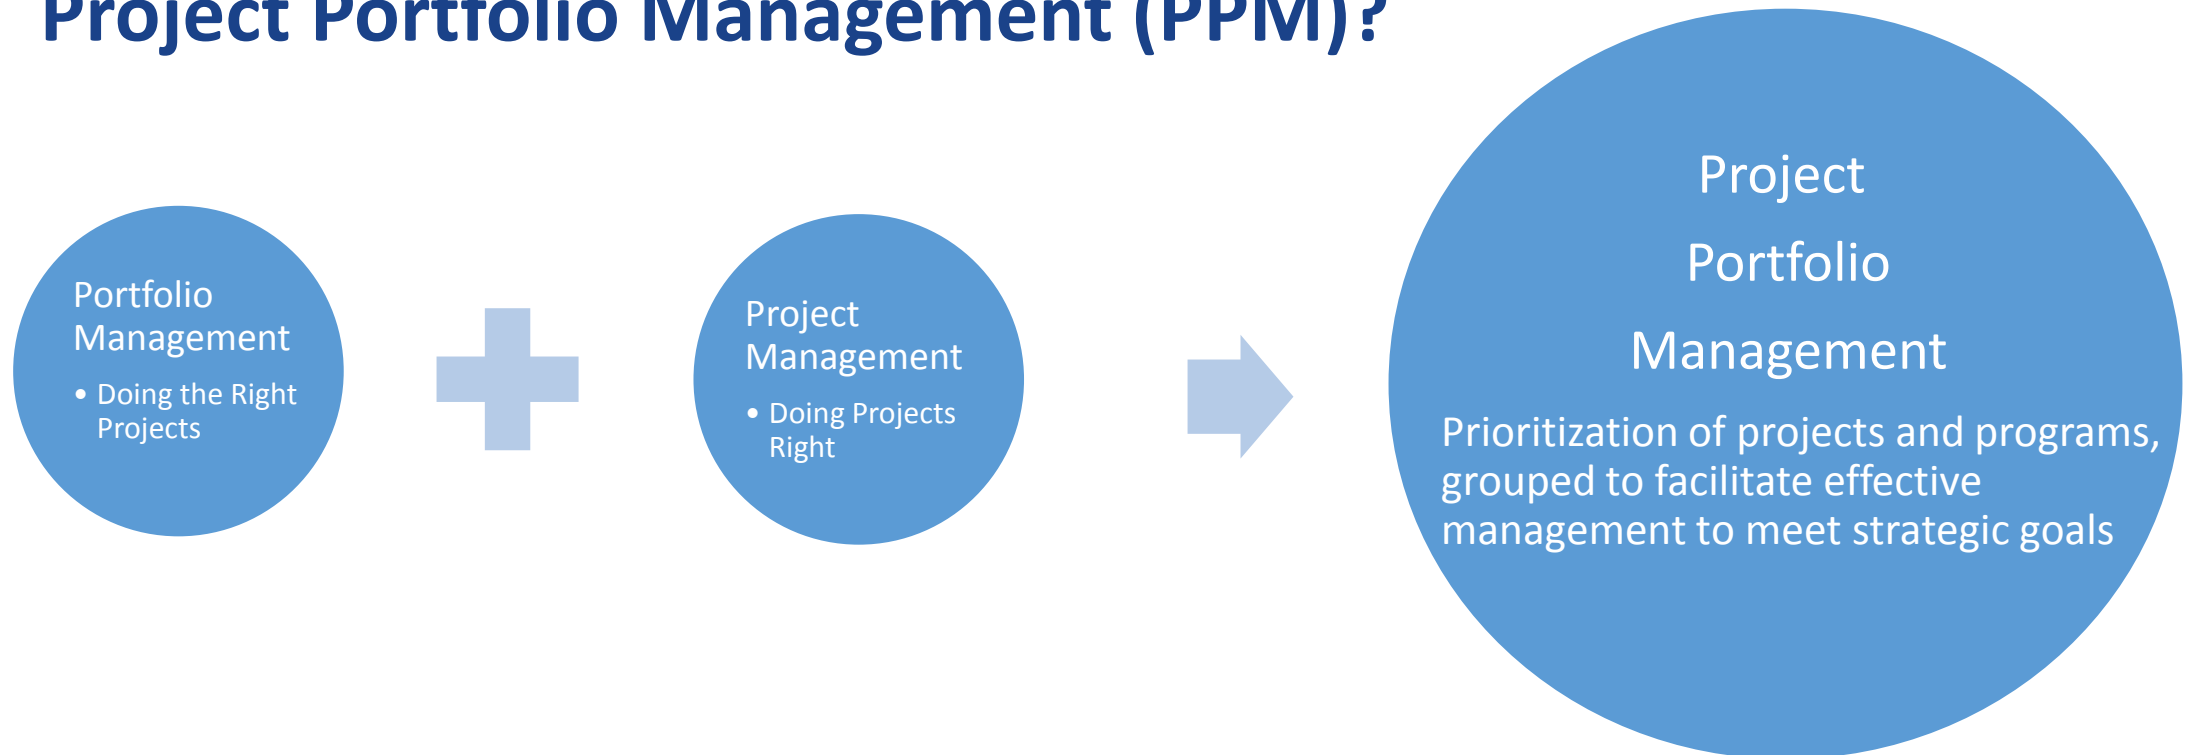 Project Portfolio Management (PPM)?
Portfolio
Management
• Doing the Right
Projects
Project
Management
• Doing Projects
Right
Project
Portfolio
Management
Prioritization of projects and programs,
grouped to facilitate effective
management to meet strategic goals